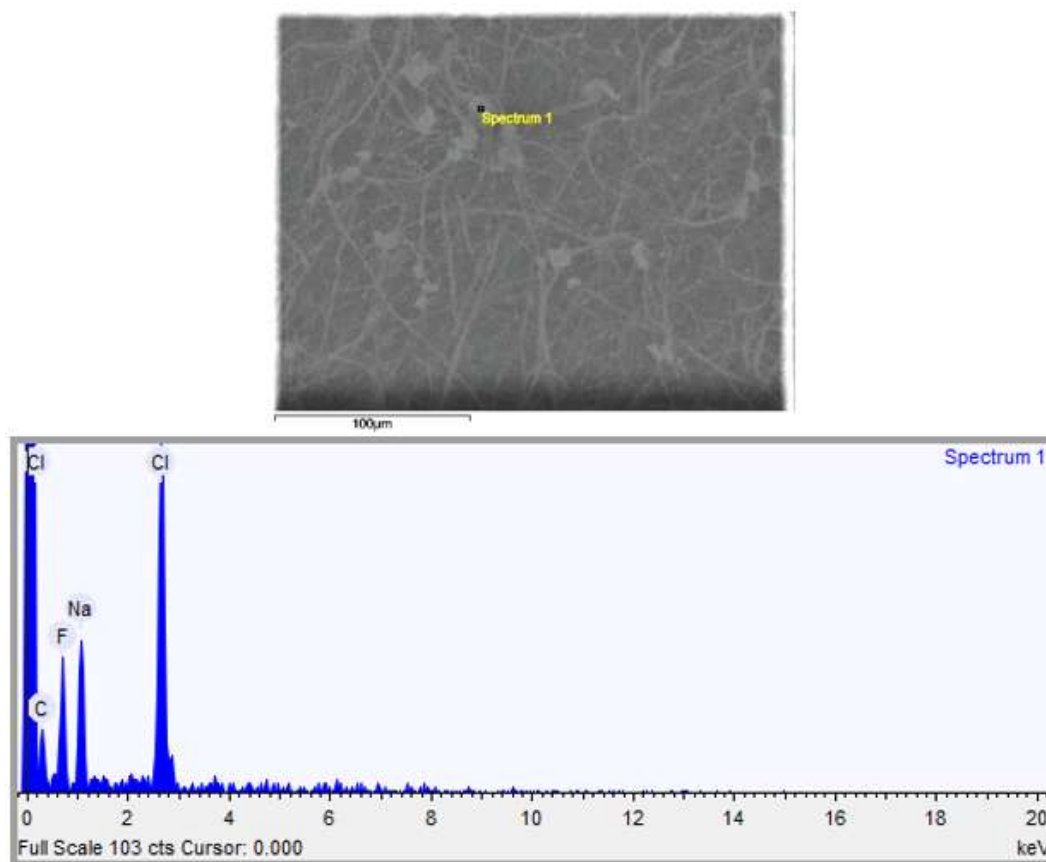 Spectrum 1
100µm
Spectrum 1
Cl Cl
Na
F
C
0 2 4 6 8 10 12 14 16 18 20
Full Scale 103 cts Cursor: 0.000 keV